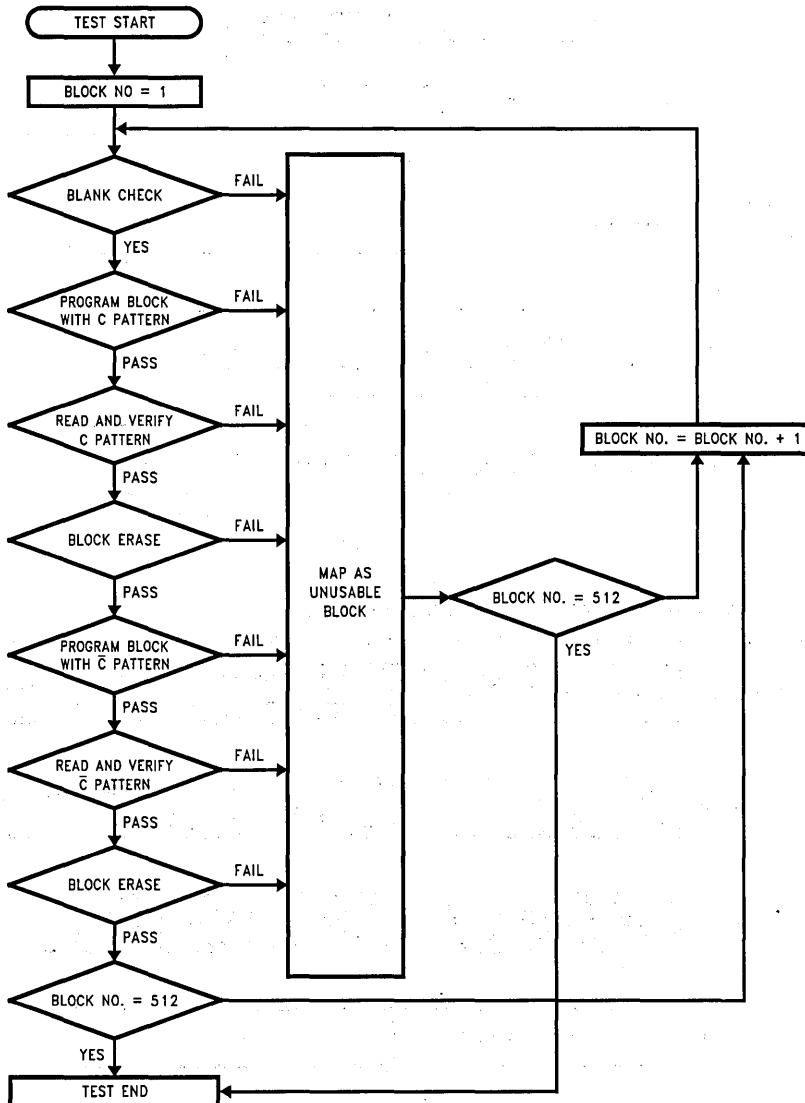 TEST START
BLOCK NO = 1
BLANK CHECK
FAIL
YES
PROGRAM BLOCK
WITH C PATTERN
FAIL
PASS
READ AND VERIFY
C PATTERN
FAIL
PASS
BLOCK ERASE
FAIL
PASS
PROGRAM BLOCK
WITH C̅ PATTERN
FAIL
PASS
READ AND VERIFY
C̅ PATTERN
FAIL
PASS
BLOCK ERASE
FAIL
PASS
BLOCK NO. = 512
YES
TEST END
MAP AS
UNUSABLE
BLOCK
BLOCK NO. = 512
YES
BLOCK NO. = BLOCK NO. + 1